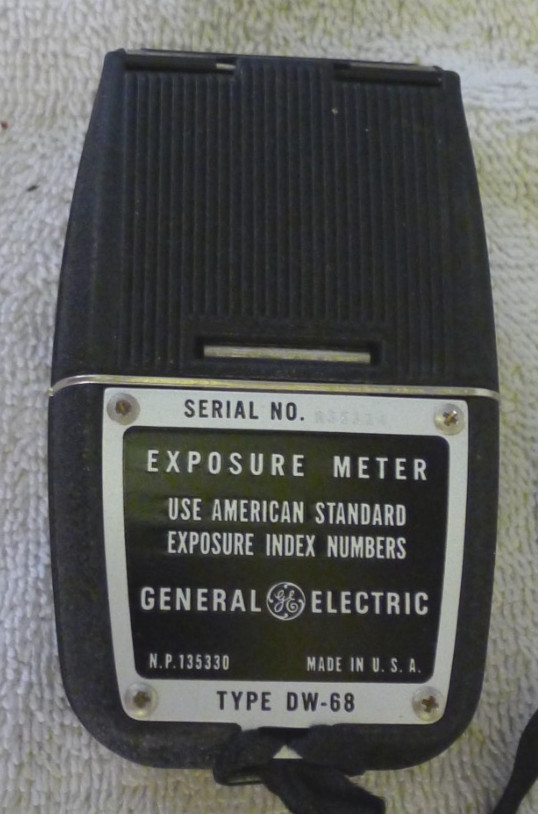 SERIAL NO.
EXPOSURE METER
USE AMERICAN STANDARD
EXPOSURE INDEX NUMBERS
GENERAL GE ELECTRIC
N.P.135330 MADE IN U.S.A.
TYPE DW-68